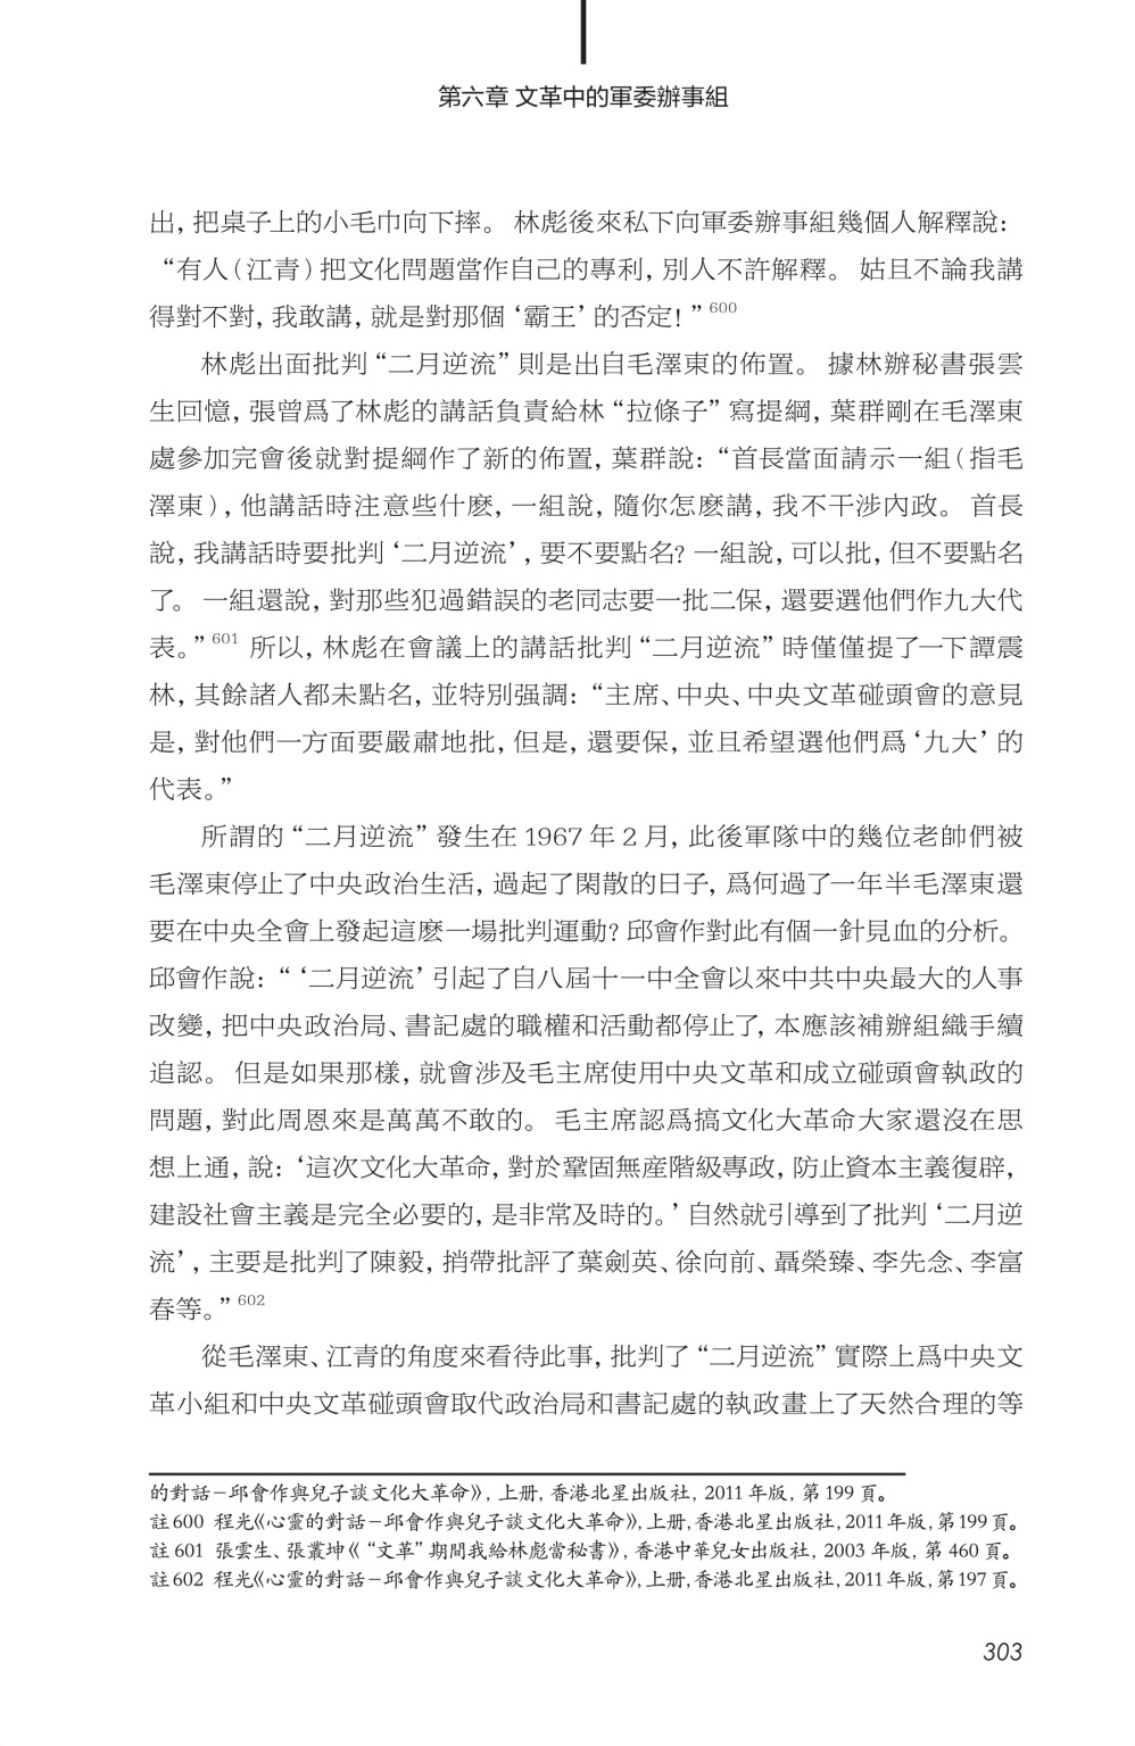 第六章 文革中的軍委辦事組
出，把桌子上的小毛巾向下摔。 林彪後來私下向軍委辦事組幾個人解釋說：
“有人（江青）把文化問題當作自己的專利，別人不許解釋。 姑且不論我講
得對不對，我敢講，就是對那個‘霸王’的否定！”600
林彪出面批判“二月逆流”則是出自毛澤東的佈置。 據林辦秘書張雲
生回憶，張曾爲了林彪的講話負責給林“拉條子”寫提綱，葉群剛在毛澤東
處參加完會後就對提綱作了新的佈置，葉群說：“首長當面請示一組（指毛
澤東），他講話時注意些什麽，一組說，隨你怎麽講，我不干涉內政。 首長
說，我講話時要批判‘二月逆流’，要不要點名？一組說，可以批，但不要點名
了。 一組還說，對那些犯過錯誤的老同志要一批二保，還要選他們作九大代
表。”601 所以，林彪在會議上的講話批判“二月逆流”時僅僅提了一下譚震
林，其餘諸人都未點名，並特別强調：“主席、中央、中央文革碰頭會的意見
是，對他們一方面要嚴肅地批，但是，還要保，並且希望選他們爲‘九大’的
代表。”
所謂的“二月逆流”發生在 1967 年 2 月，此後軍隊中的幾位老帥們被
毛澤東停止了中央政治生活，過起了閑散的日子，爲何過了一年半毛澤東還
要在中央全會上發起這麽一場批判運動？邱會作對此有個一針見血的分析。
邱會作說：“‘二月逆流’引起了自八屆十一中全會以來中共中央最大的人事
改變，把中央政治局、書記處的職權和活動都停止了，本應該補辦組織手續
追認。 但是如果那樣，就會涉及毛主席使用中央文革和成立碰頭會執政的
問題，對此周恩來是萬萬不敢的。 毛主席認爲搞文化大革命大家還沒在思
想上通，說：‘這次文化大革命，對於鞏固無産階級專政，防止資本主義復辟，
建設社會主義是完全必要的，是非常及時的。’自然就引導到了批判‘二月逆
流’，主要是批判了陳毅，捎帶批評了葉劍英、徐向前、聶榮臻、李先念、李富
春等。”602
從毛澤東、江青的角度來看待此事，批判了“二月逆流”實際上爲中央文
革小組和中央文革碰頭會取代政治局和書記處的執政畫上了天然合理的等
的對話－邱會作與兒子談文化大革命》，上册，香港北星出版社，2011 年版，第 199 頁。
註 600 程光《心靈的對話－邱會作與兒子談文化大革命》，上册，香港北星出版社，2011 年版，第 199 頁。
註 601 張雲生、張叢坤《“文革”期間我給林彪當秘書》，香港中華兒女出版社，2003 年版，第 460 頁。
註 602 程光《心靈的對話－邱會作與兒子談文化大革命》，上册，香港北星出版社，2011 年版，第 197 頁。
303